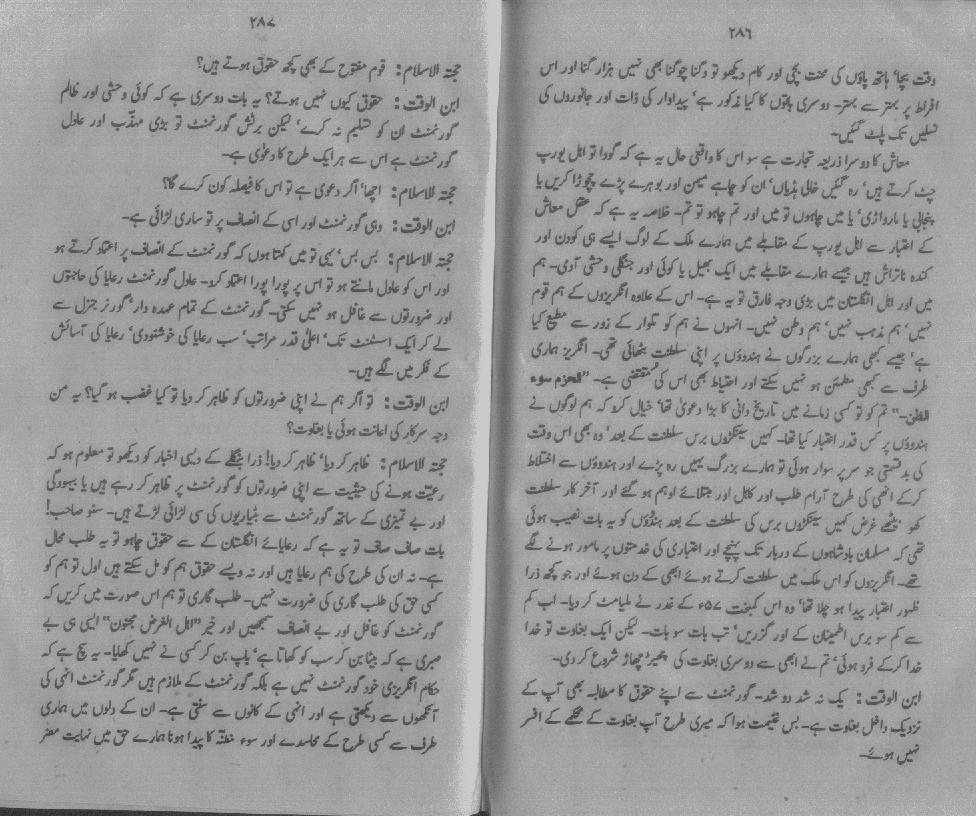 ۲۸۶
وقت بچا‘ ہاتھ پاؤں کی محنت بچی اور کام دیکھو تو دگنا چوگنا بھی نہیں ہزار گنا اور اس
افراط پر بہتر سے بہتر۔ دوسری باتوں کا کیا مذکور ہے‘ پیداوار کی ذات اور جانوروں کی
نسلیں تک پلٹ گئیں۔
معاش کا دوسرا ذریعہ تجارت ہے سو اس کا واقعی حال یہ ہے کہ گودا تو اہل یورپ
چٹ کرتے ہیں‘ رہ گئیں خالی ہڈیاں‘ ان کو چاہے میمن اور بوہرے پڑے چچوڑا کریں یا
پنجابی یا مارواڑی‘ یا میں چاہوں تو میں اور تم چاہو تو تم۔ خلاصہ یہ ہے کہ عقل معاش
کے اعتبار سے اہل یورپ کے مقابلے میں ہمارے ملک کے لوگ ایسے ہی کودن اور
کندہ ناتراش ہیں جیسے ہمارے مقابلے میں ایک بھیل یا کوئی اور جنگلی وحشی آدمی۔ ہم
میں اور اہل انگلستان میں بڑی وجہ فارق تو یہ ہے۔ اس کے علاوہ انگریزوں کے ہم قوم
نہیں‘ ہم مذہب نہیں‘ ہم وطن نہیں۔ انہوں نے ہم کو تلوار کے زور سے مطیع کیا
ہے‘ جیسے کبھی ہمارے بزرگوں نے ہندوؤں پر اپنی سلطنت بٹھائی تھی۔ انگریز ہماری
طرف سے کبھی مطمئن ہو نہیں سکتے اور احتیاط بھی اس کی مقتضی ہے۔ ”الحزم سوء
الظن۔“ تم کو تو کسی زمانے میں تاریخ دانی کا بڑا دعویٰ تھا‘ خیال کرو کہ ہم لوگوں نے
ہندوؤں پر کس قدر اعتبار کیا تھا۔ کہیں سینکڑوں برس سلطنت کے بعد‘ وہ بھی اس وقت
کی بدقسمتی جو سر پر سوار ہوئی تو ہمارے بزرگ یہیں رہ پڑے اور ہندوؤں سے اختلاط
کر کے انھی کی طرح آرام طلب اور کاہل اور مبتلائے اوہم ہو گئے اور آخر کار سلطنت
کھو بیٹھے غرض کہیں سینکڑوں برس کی سلطنت کے بعد ہندؤں کو یہ بات نصیب ہوئی
تھی کہ مسلمان بادشاہوں کے دربار تک پہنچے اور اعتباری کی خدمتوں پر مامور ہونے لگے
تھے۔ انگریزوں کو اس ملک میں سلطنت کرتے ہوئے ابھی کے دن ہوئے اور جو کچھ ذرا
ظہور اعتبار پیدا ہو چلا تھا‘ وہ اس کمبخت ۵۷ء کے غدر نے ملیامٹ کر دیا۔ اب کم
سے کم سو برس اطمینان کے اور گزریں‘ تب بات سو بات۔ لیکن ایک بغاوت تو خدا
خدا کر کے فرو ہوئی‘ تم نے ابھی سے دوسری بغاوت کی چھیڑ چھاڑ شروع کر دی۔
ابن الوقت : یک نہ شد دو شد۔ گورنمنٹ سے اپنے حقوق کا مطالبہ بھی آپ کے
نزدیک داخل بغاوت ہے۔ بس غنیمت ہوا کہ میری طرح آپ بغاوت کے محکمے کے افسر
نہیں ہوئے۔
۲۸۷
حجتہ الاسلام : قوم مفتوح کے بھی کچھ حقوق ہوتے ہیں؟
ابن الوقت : حقوق کیوں نہیں ہوتے؟ یہ بات دوسری ہے کہ کوئی وحشی اور ظالم
گورنمنٹ ان کو تسلیم نہ کرے‘ لیکن برٹش گورنمنٹ تو بڑی مہذب اور عادل
گورنمنٹ ہے اس سے ہر ایک طرح کا دعویٰ ہے۔
حجتہ الاسلام : اچھا‘ اگر دعویٰ ہے تو اس کا فیصلہ کون کرے گا؟
ابن الوقت : وہی گورنمنٹ اور اسی کے انصاف پر تو ساری لڑائی ہے۔
حجتہ الاسلام : بس بس‘ یہی تو میں کہتا ہوں کہ گورنمنٹ کے انصاف پر اعتماد کرتے ہو
اور اس کو عادل مانتے ہو تو اس پر پورا پورا اعتماد کرو۔ عادل گورنمنٹ رعایا کی حاجتوں
اور ضرورتوں سے غافل ہو نہیں سکتی۔ گورنمنٹ کے تمام عہدہ دار‘ گورنر جنرل سے
لے کر ایک اسٹنٹ تک‘ اعلیٰ قدر مراتب‘ سب رعایا کی خوشنودی‘ رعایا کی آسائش
کے فکر میں لگے ہیں۔
ابن الوقت : تو اگر ہم نے اپنی ضرورتوں کو ظاہر کر دیا تو کیا غضب ہو گیا؟ یہ من
وجہ سرکار کی اعانت ہوئی یا بغاوت؟
حجتہ الاسلام : ظاہر کر دیا‘ ظاہر کر دیا! ذرا بنگلے کے دیسی اخبار کو دیکھو تو معلوم ہو کہ
رعیت ہونے کی حیثیت سے اپنی ضرورتوں کو گورنمنٹ پر ظاہر کر رہے ہیں یا بیہودگی
اور بے تمیزی کے ساتھ گورنمنٹ سے بٹیاریوں کی سی لڑائی لڑتے ہیں۔ سنو صاحب!
بات صاف صاف تو یہ ہے کہ رعایائے انگلستان کے سے حقوق چاہو تو یہ طلب محال
ہے۔ نہ ان کی طرح کی ہم رعایا ہیں اور نہ ویسے حقوق ہم کو مل سکتے ہیں اول تو ہم کو
کسی حق کی طلب گاری کی ضرورت نہیں۔ طلب گاری تو ہم اس صورت میں کریں کہ
گورنمنٹ کو غافل اور بے انصاف سمجھیں اور خیر ”اہل الغرض مجنون“ ایسی ہی بے
صبری ہے کہ بیٹا بن کر سب کو کھاتا ہے‘ باپ بن کر کسی نے نہیں کھایا۔ یہ سچ ہے کہ
حکام انگریزی خود گورنمنٹ نہیں ہے بلکہ گورنمنٹ کے ملازم ہیں مگر گورنمنٹ انہی کی
آنکھوں سے دیکھتی ہے اور انہی کے کانوں سے سنتی ہے۔ ان کے دلوں میں ہماری
طرف سے کسی طرح کے محاسدے اور سوء مظنہ کا پیدا ہونا ہمارے حق میں نہایت مضر